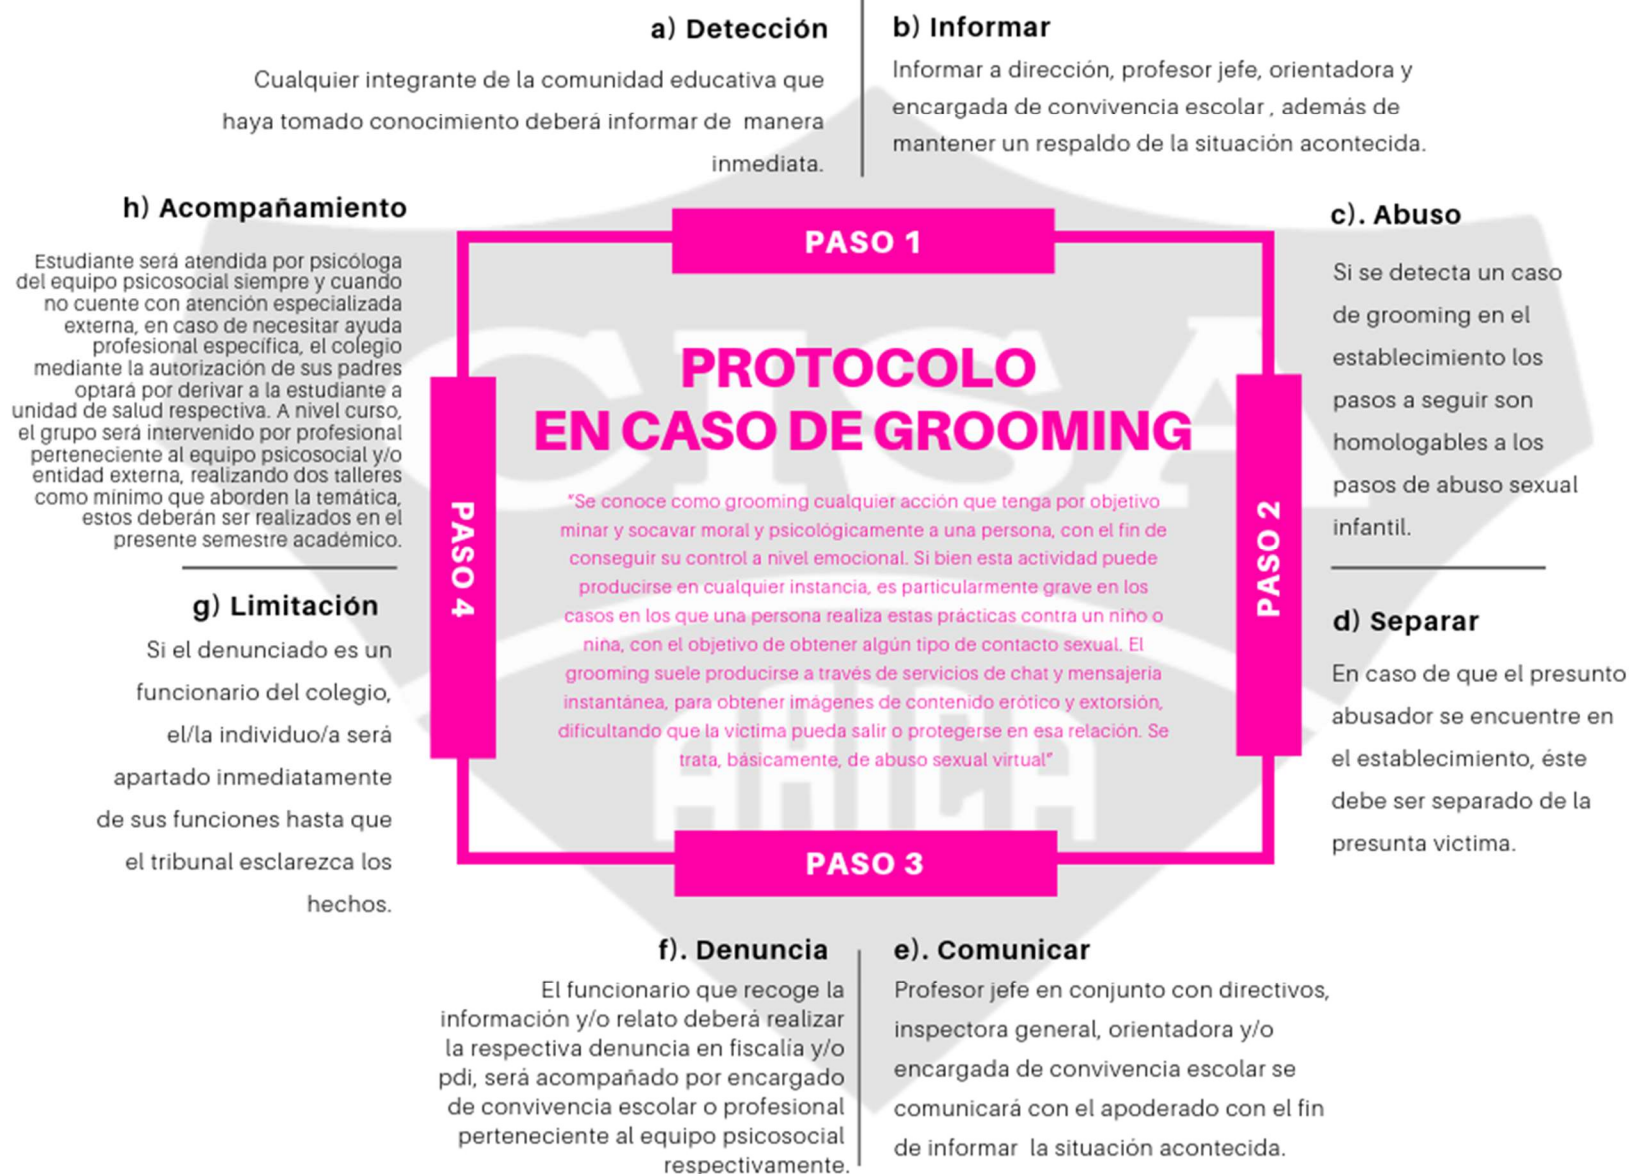 a) Detección
Cualquier integrante de la comunidad educativa que
haya tomado conocimiento deberá informar de manera
inmediata.
b) Informar
Informar a dirección, profesor jefe, orientadora y
encargada de convivencia escolar , además de
mantener un respaldo de la situación acontecida.
PASO 1
c). Abuso
Si se detecta un caso
de grooming en el
establecimiento los
pasos a seguir son
homologables a los
pasos de abuso sexual
infantil.
d) Separar
En caso de que el presunto
abusador se encuentre en
el establecimiento, éste
debe ser separado de la
presunta victima.
PASO 2
PROTOCOLO
EN CASO DE GROOMING
"Se conoce como grooming cualquier acción que tenga por objetivo
minar y socavar moral y psicológicamente a una persona, con el fin de
conseguir su control a nivel emocional. Si bien esta actividad puede
producirse en cualquier instancia, es particularmente grave en los
casos en los que una persona realiza estas prácticas contra un niño o
niña, con el objetivo de obtener algún tipo de contacto sexual. El
grooming suele producirse a través de servicios de chat y mensajería
instantánea, para obtener imágenes de contenido erótico y extorsión,
dificultando que la víctima pueda salir o protegerse en esa relación. Se
trata, básicamente, de abuso sexual virtual"
CISA
ARICA
PASO 3
e). Comunicar
Profesor jefe en conjunto con directivos,
inspectora general, orientadora y/o
encargada de convivencia escolar se
comunicará con el apoderado con el fin
de informar la situación acontecida.
f). Denuncia
El funcionario que recoge la
información y/o relato deberá realizar
la respectiva denuncia en fiscalía y/o
pdi, será acompañado por encargado
de convivencia escolar o profesional
perteneciente al equipo psicosocial
respectivamente.
PASO 4
g) Limitación
Si el denunciado es un
funcionario del colegio,
el/la individuo/a será
apartado inmediatamente
de sus funciones hasta que
el tribunal esclarezca los
hechos.
h) Acompañamiento
Estudiante será atendida por psicóloga
del equipo psicosocial siempre y cuando
no cuente con atención especializada
externa, en caso de necesitar ayuda
profesional específica, el colegio
mediante la autorización de sus padres
optará por derivar a la estudiante a
unidad de salud respectiva. A nivel curso,
el grupo será intervenido por profesional
perteneciente al equipo psicosocial y/o
entidad externa, realizando dos talleres
como mínimo que aborden la temática,
estos deberán ser realizados en el
presente semestre académico.